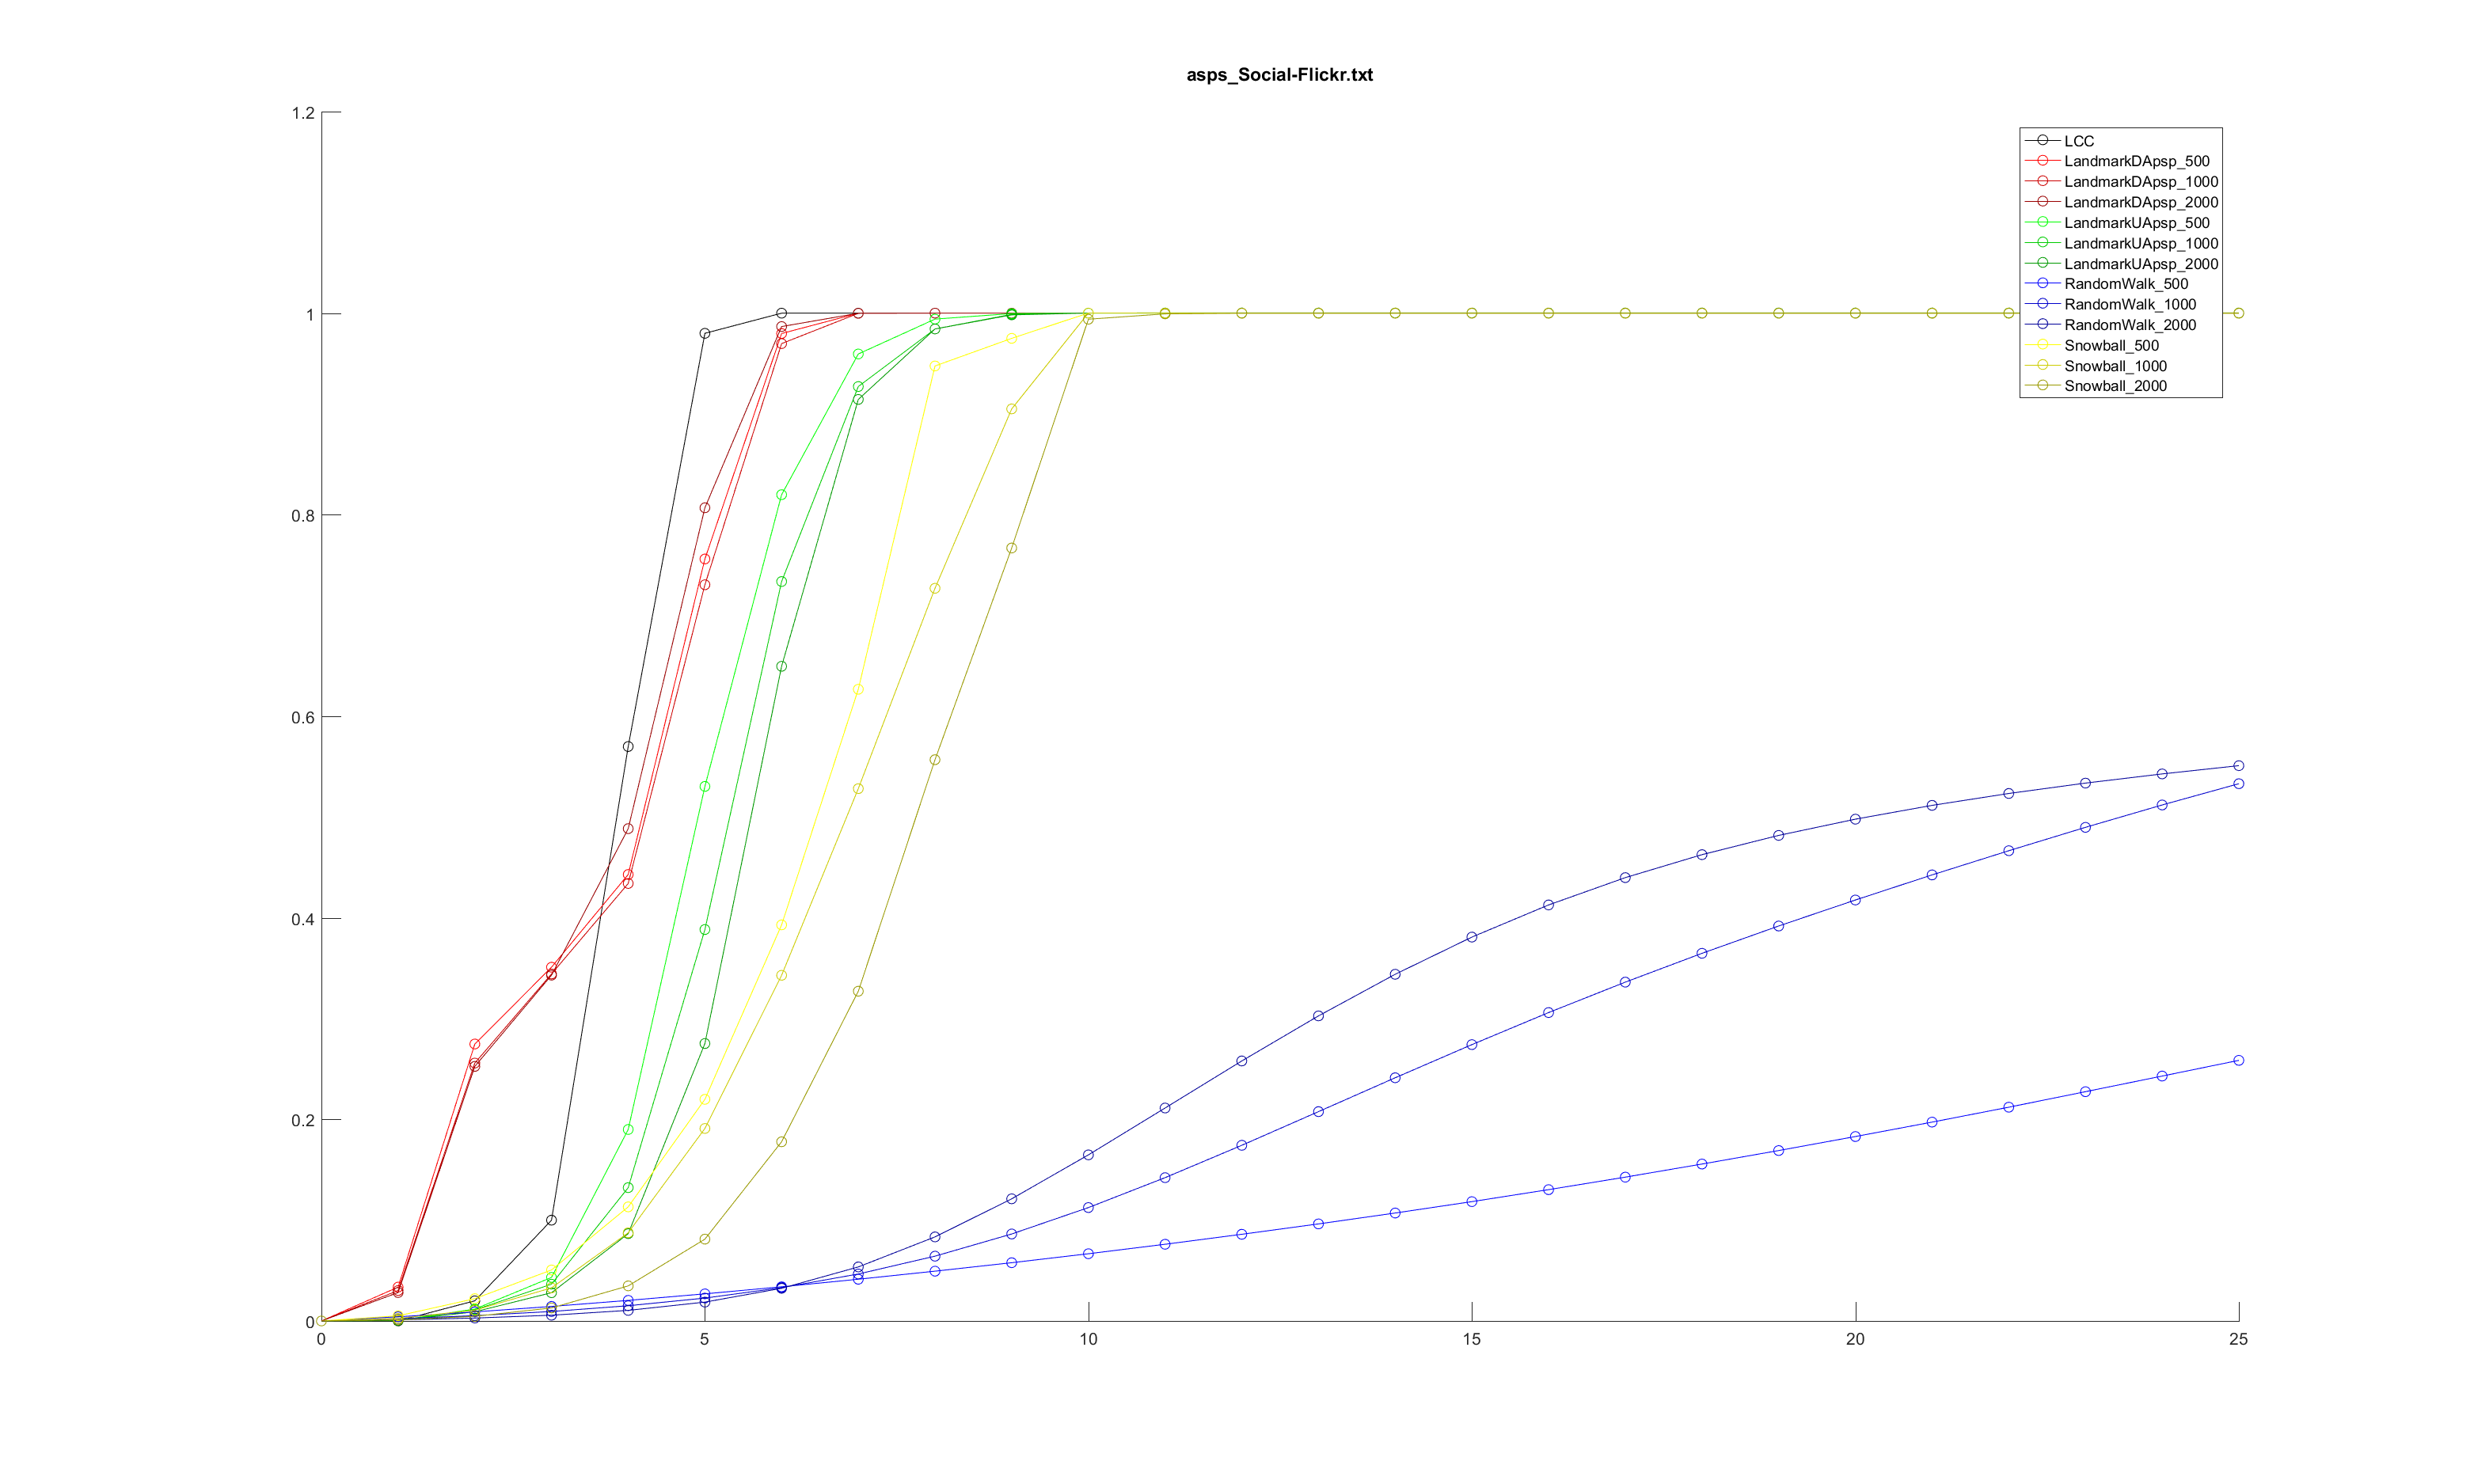 asps_Social-Flickr.txt
1.2
1
0.8
0.6
0.4
0.2
0
0 5 10 15 20 25
LCC
LandmarkDApsp_500
LandmarkDApsp_1000
LandmarkDApsp_2000
LandmarkUApsp_500
LandmarkUApsp_1000
LandmarkUApsp_2000
RandomWalk_500
RandomWalk_1000
RandomWalk_2000
Snowball_500
Snowball_1000
Snowball_2000